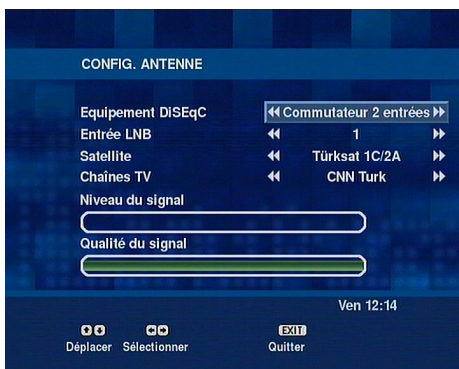 CONFIG. ANTENNE
Equipement DiSEqC Commutateur 2 entrées
Entrée LNB 1
Satellite Türksat 1C/2A
Chaînes TV CNN Turk
Niveau du signal
Qualité du signal
Ven 12:14
EXIT
Déplacer Sélectionner Quitter